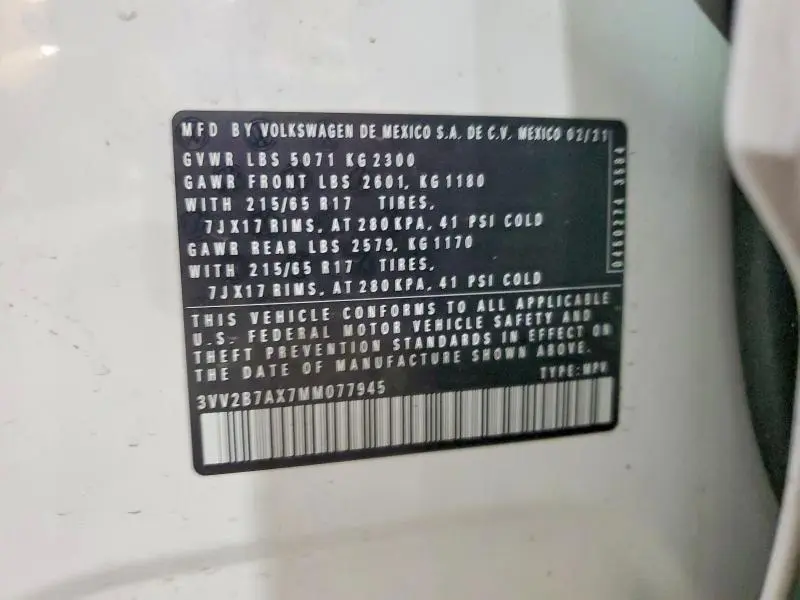 MFD BY VOLKSWAGEN DE MEXICO S.A. DE C.V. MEXICO 02/21
GVWR LBS 5071 KG 2300
GAWR FRONT LBS 2601, KG 1180
WITH 215/65 R17 TIRES,
7JX17 RIMS, AT 280 KPA, 41 PSI COLD
GAWR REAR LBS 2579, KG 1170
WITH 215/65 R17 TIRES,
7JX17 RIMS, AT 280 KPA, 41 PSI COLD
THIS VEHICLE CONFORMS TO ALL APPLICABLE
U.S. FEDERAL MOTOR VEHICLE SAFETY AND
THEFT PREVENTION STANDARDS IN EFFECT ON
THE DATE OF MANUFACTURE SHOWN ABOVE.
TYPE: MPV
3VV2B7AX7MM077945